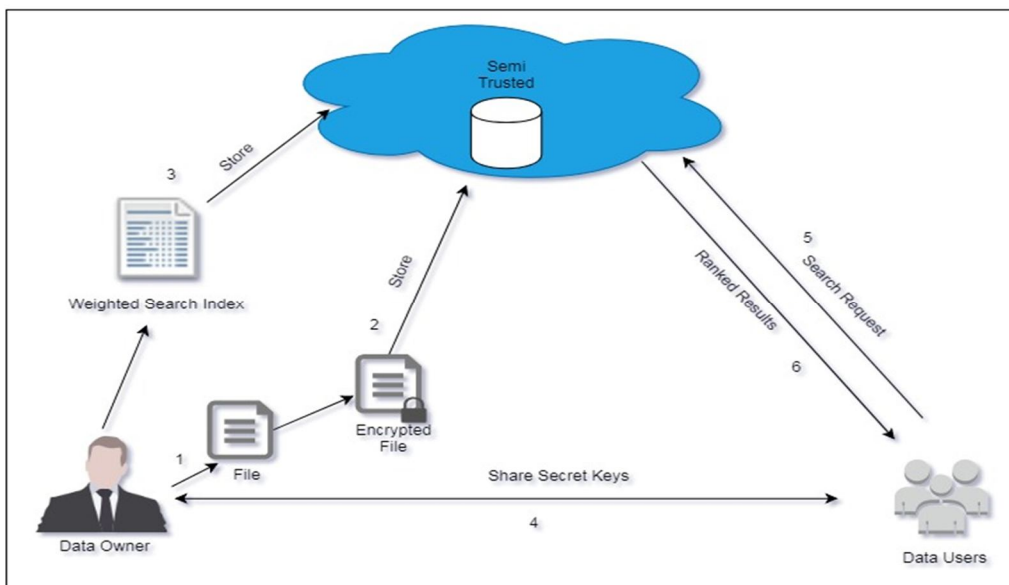 Semi
Trusted
3
Store
Weighted Search Index
Store
2
5
Search Request
Ranked Results
6
Encrypted
File
1
File
Share Secret Keys
4
Data Owner
Data Users